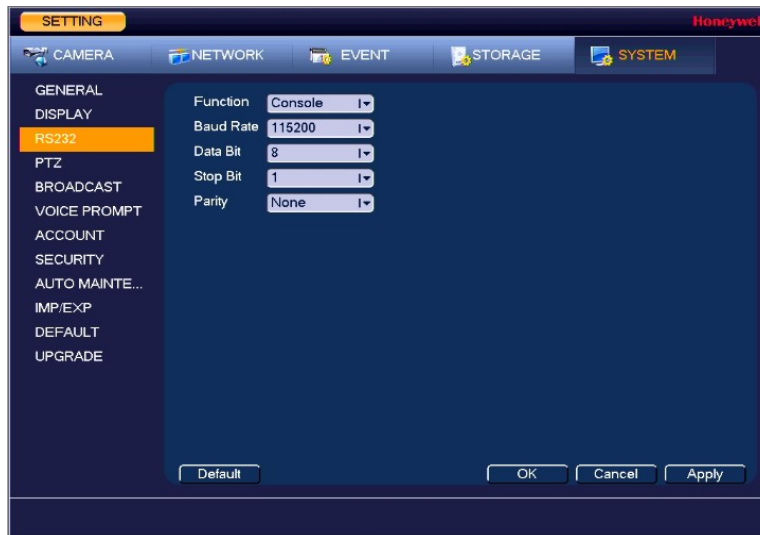 SETTING
Honeywel
CAMERA NETWORK EVENT STORAGE SYSTEM
GENERAL
DISPLAY
RS232
PTZ
BROADCAST
VOICE PROMPT
ACCOUNT
SECURITY
AUTO MAINTE...
IMP/EXP
DEFAULT
UPGRADE
Function Console
Baud Rate 115200
Data Bit 8
Stop Bit 1
Parity None
Default OK Cancel Apply